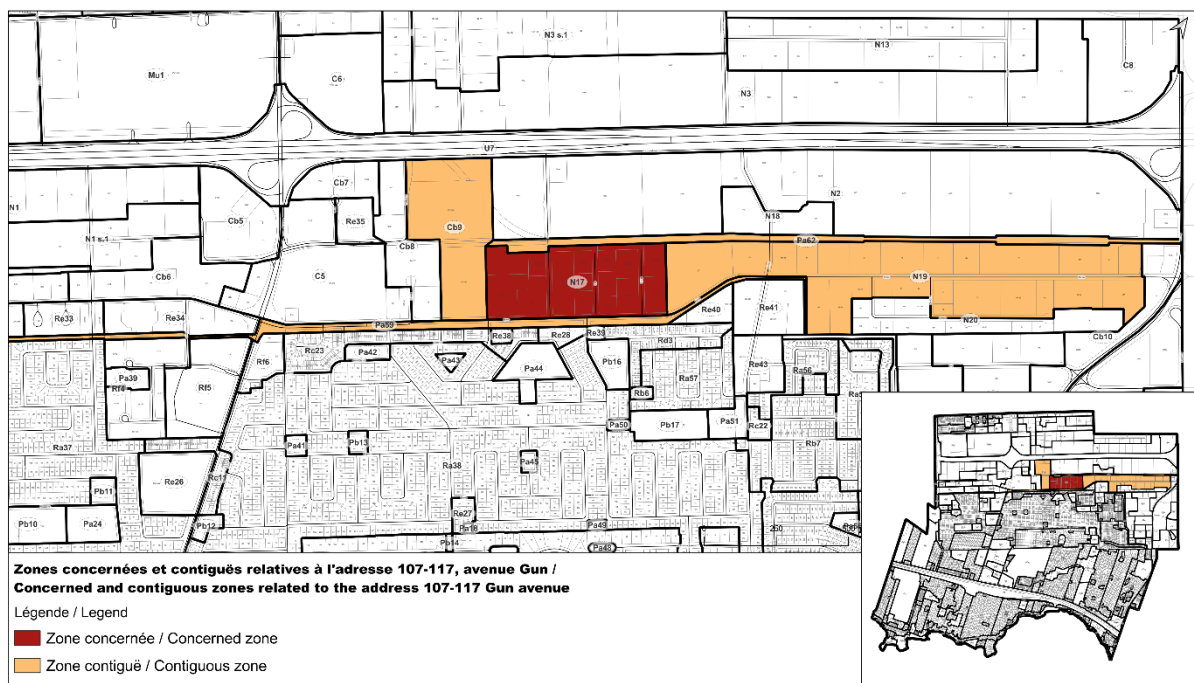 N3 s.1
N13
C8
Mu1
C6
N3
U7
N1
Cb7
N2
Cb5
Re35
N18
Cb9
N1 s.1
Cb8
Pa62
Cb6
C5
N17
N19
Re33
Re34
Pa59
Re40
Re41
N20
Re38
Re28
Re39
Cb10
Rf6
Rc23
Pa42
Pa43
Pa44
Pb16
Rd3
Re43
Ra56
Pa39
Rf4
Rf5
Ra57
Rb6
Ra37
Pa41
Pb13
Pa50
Pb17
Pa51
Rc22
Rb7
Ra38
Pa45
Re26
Pb11
Re27
Pb10
Pa24
Pb12
Pb14
Pa49
Pa48
Zones concernées et contiguës relatives à l'adresse 107-117, avenue Gun /
Concerned and contiguous zones related to the address 107-117 Gun avenue
Légende / Legend
Zone concernée / Concerned zone
Zone contiguë / Contiguous zone